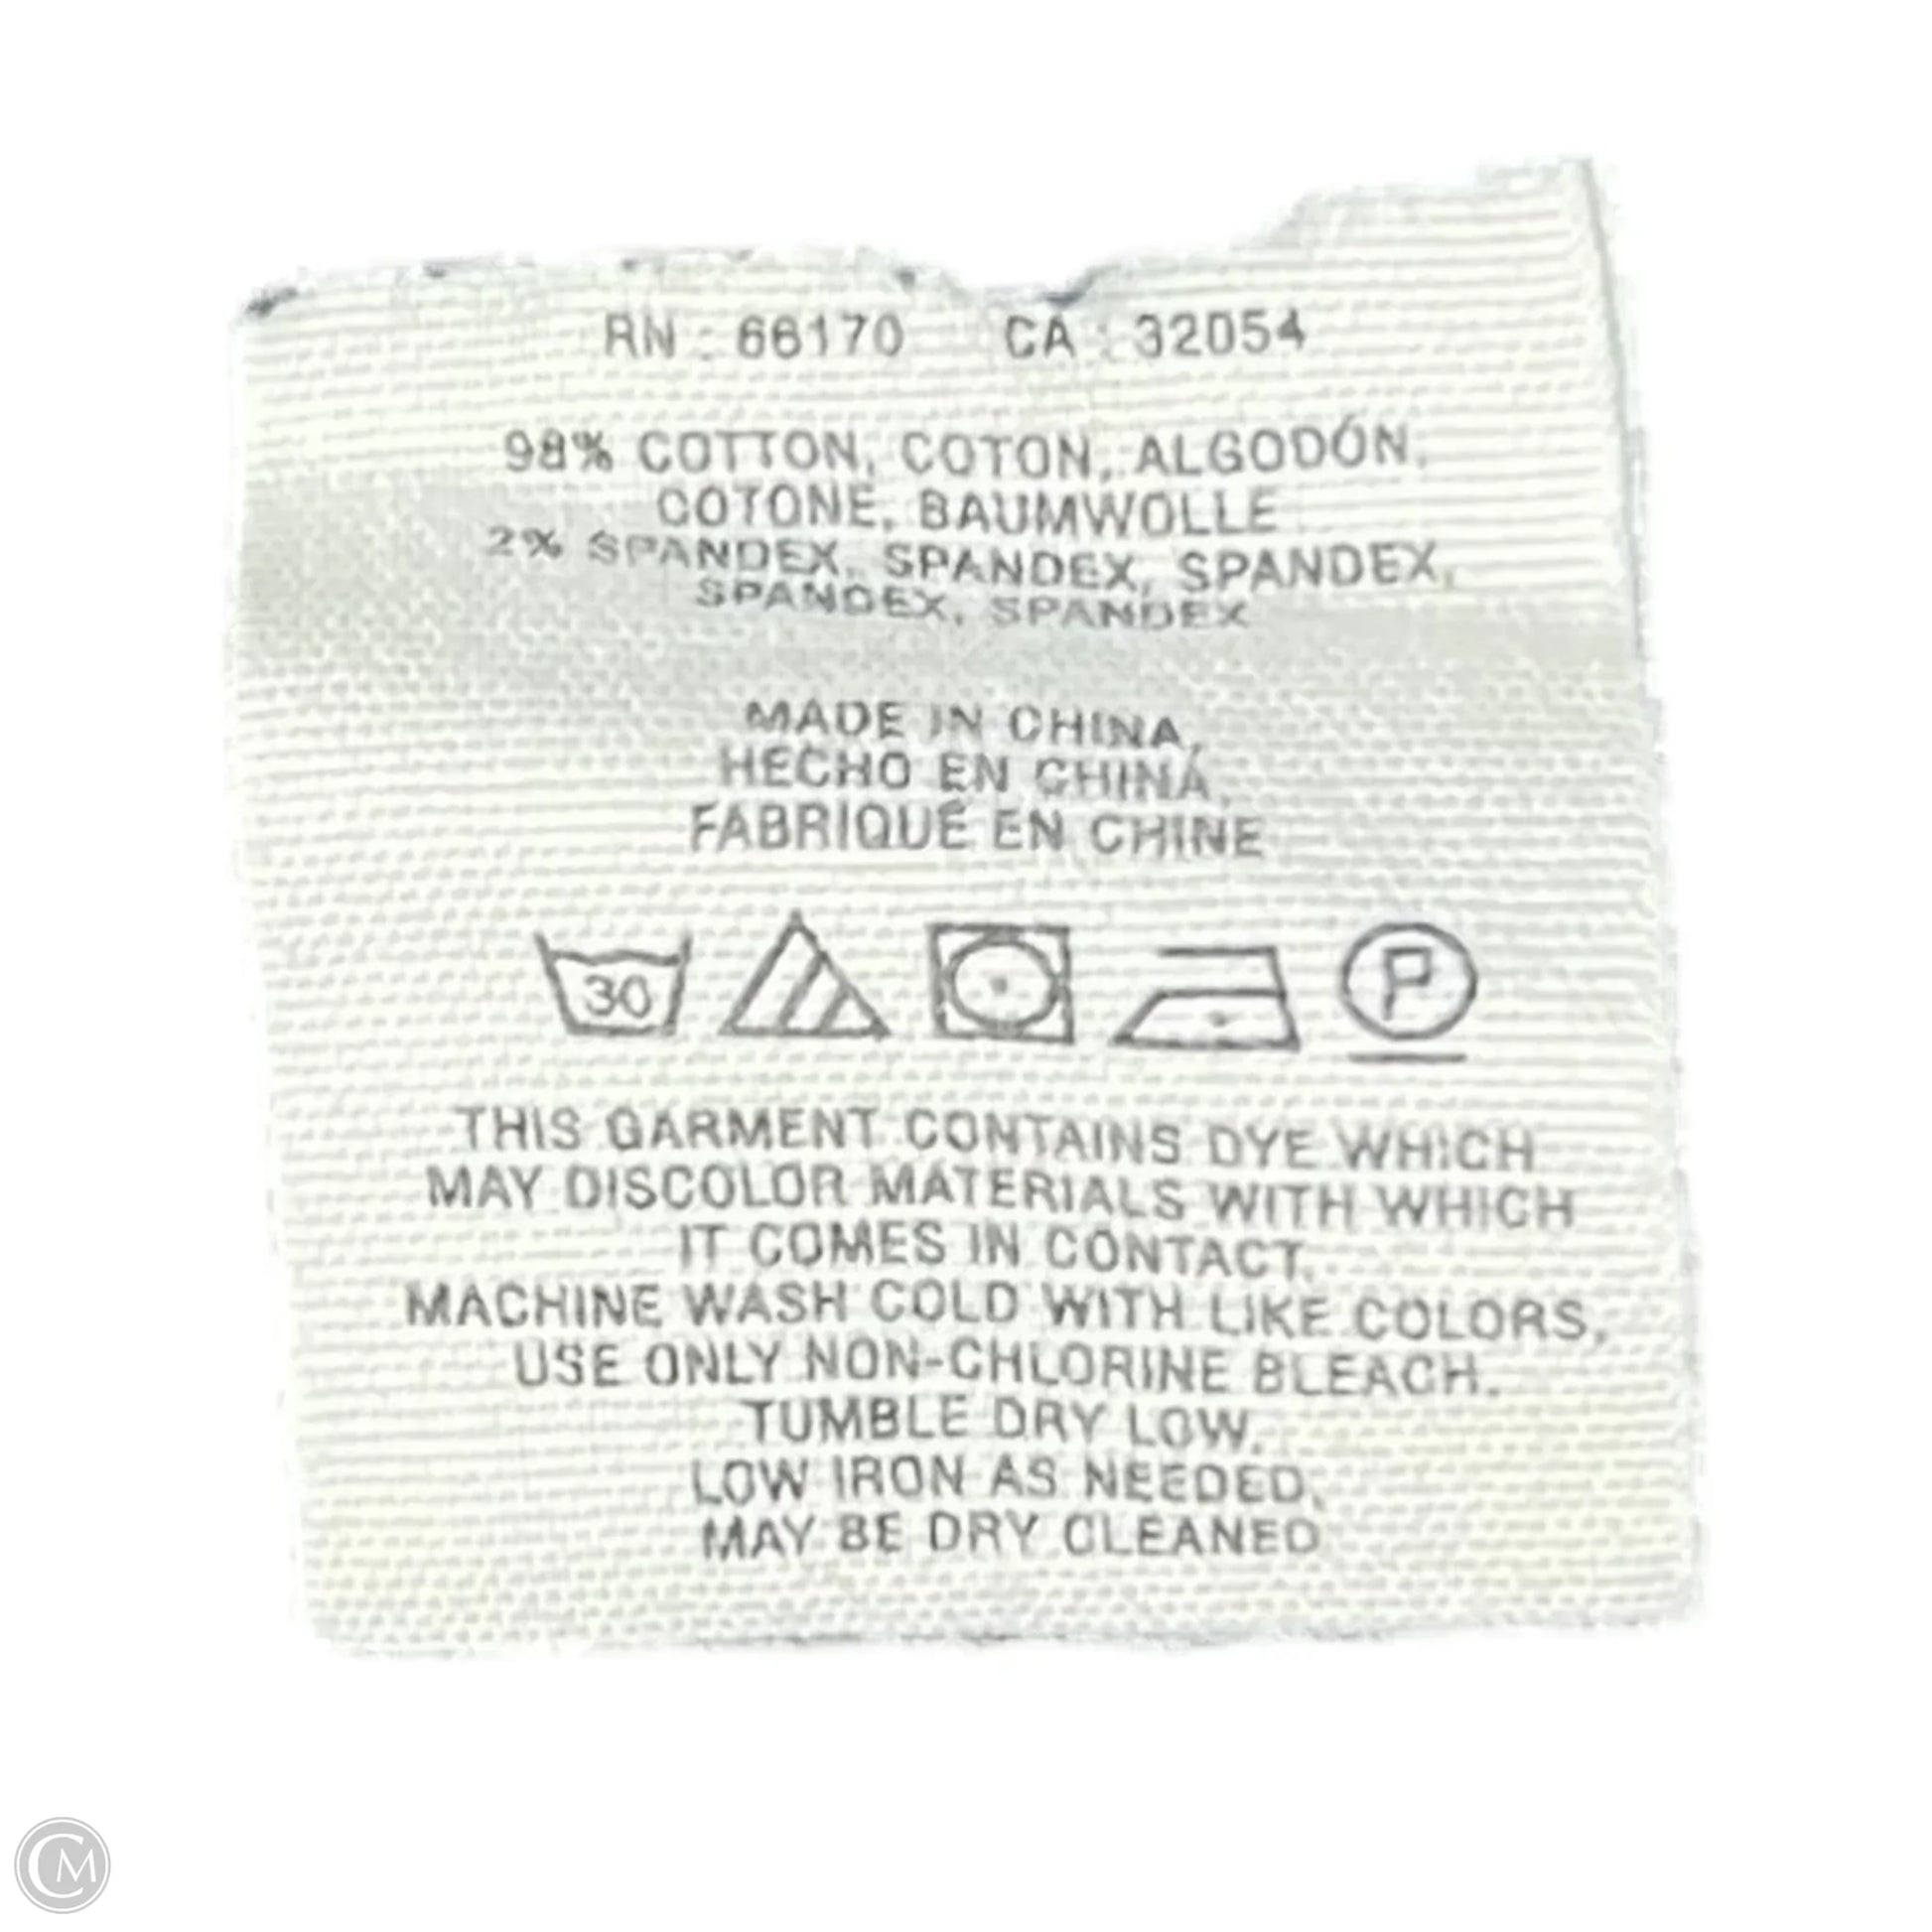 RN : 66170 CA : 32054
98% COTTON, COTON, ALGODÓN,
COTONE, BAUMWOLLE
2% SPANDEX, SPANDEX, SPANDEX,
SPANDEX, SPANDEX
MADE IN CHINA,
HECHO EN CHINA,
FABRIQUÉ EN CHINE
30 P
THIS GARMENT CONTAINS DYE WHICH
MAY DISCOLOR MATERIALS WITH WHICH
IT COMES IN CONTACT.
MACHINE WASH COLD WITH LIKE COLORS,
USE ONLY NON-CHLORINE BLEACH.
TUMBLE DRY LOW.
LOW IRON AS NEEDED,
MAY BE DRY CLEANED
CM